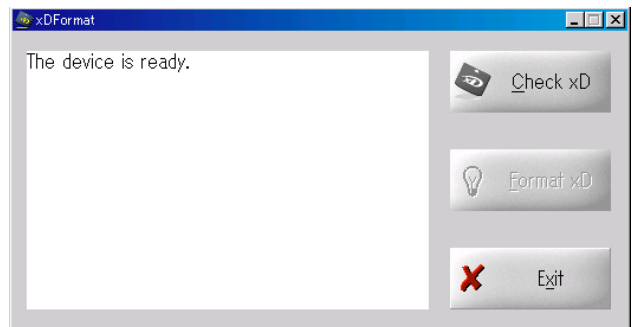 xDFormat
The device is ready.
Check xD
Format xD
Exit